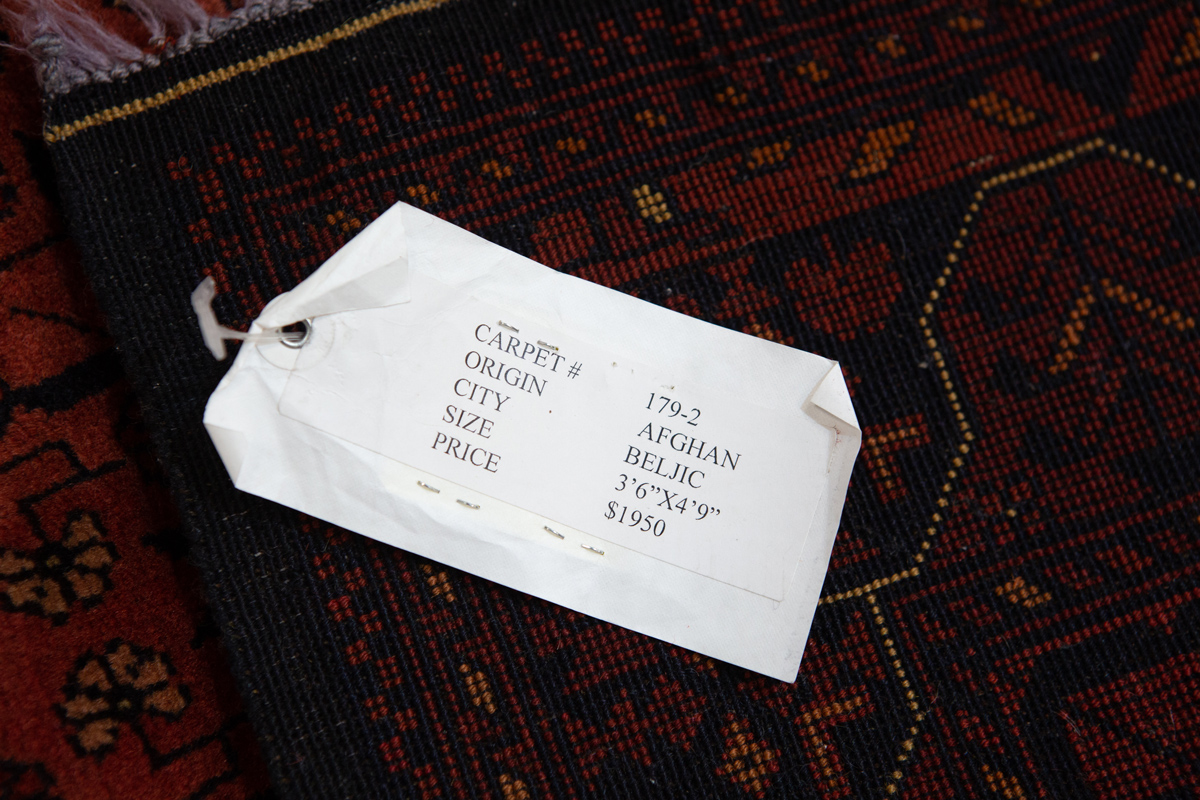 CARPET # 179-2
ORIGIN AFGHAN
CITY BELJIC
SIZE 3'6”X4'9”
PRICE $1950